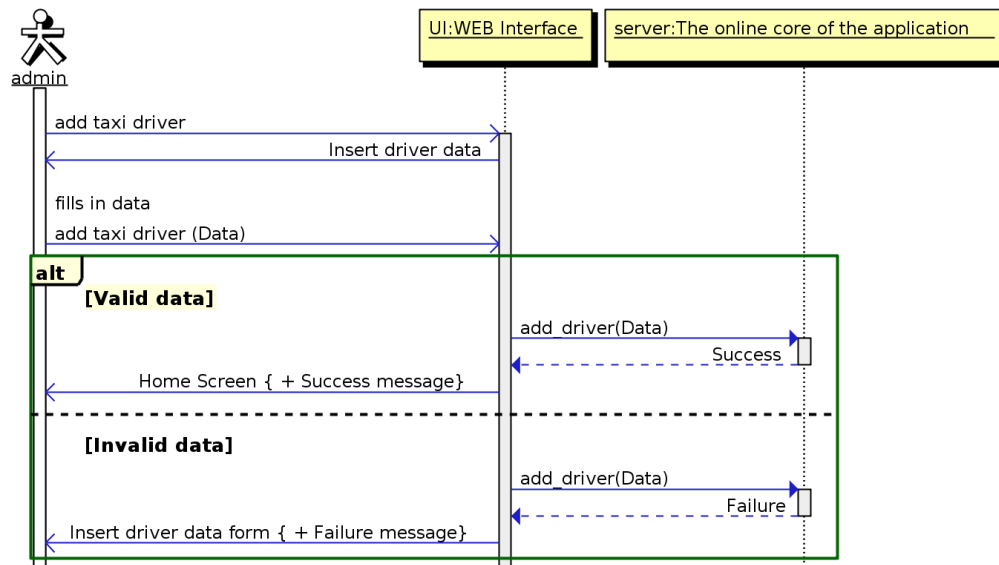 UI:WEB Interface
server:The online core of the application
admin
add taxi driver
Insert driver data
fills in data
add taxi driver (Data)
alt
[Valid data]
add_driver(Data)
Success
Home Screen { + Success message}
[Invalid data]
add_driver(Data)
Failure
Insert driver data form { + Failure message}